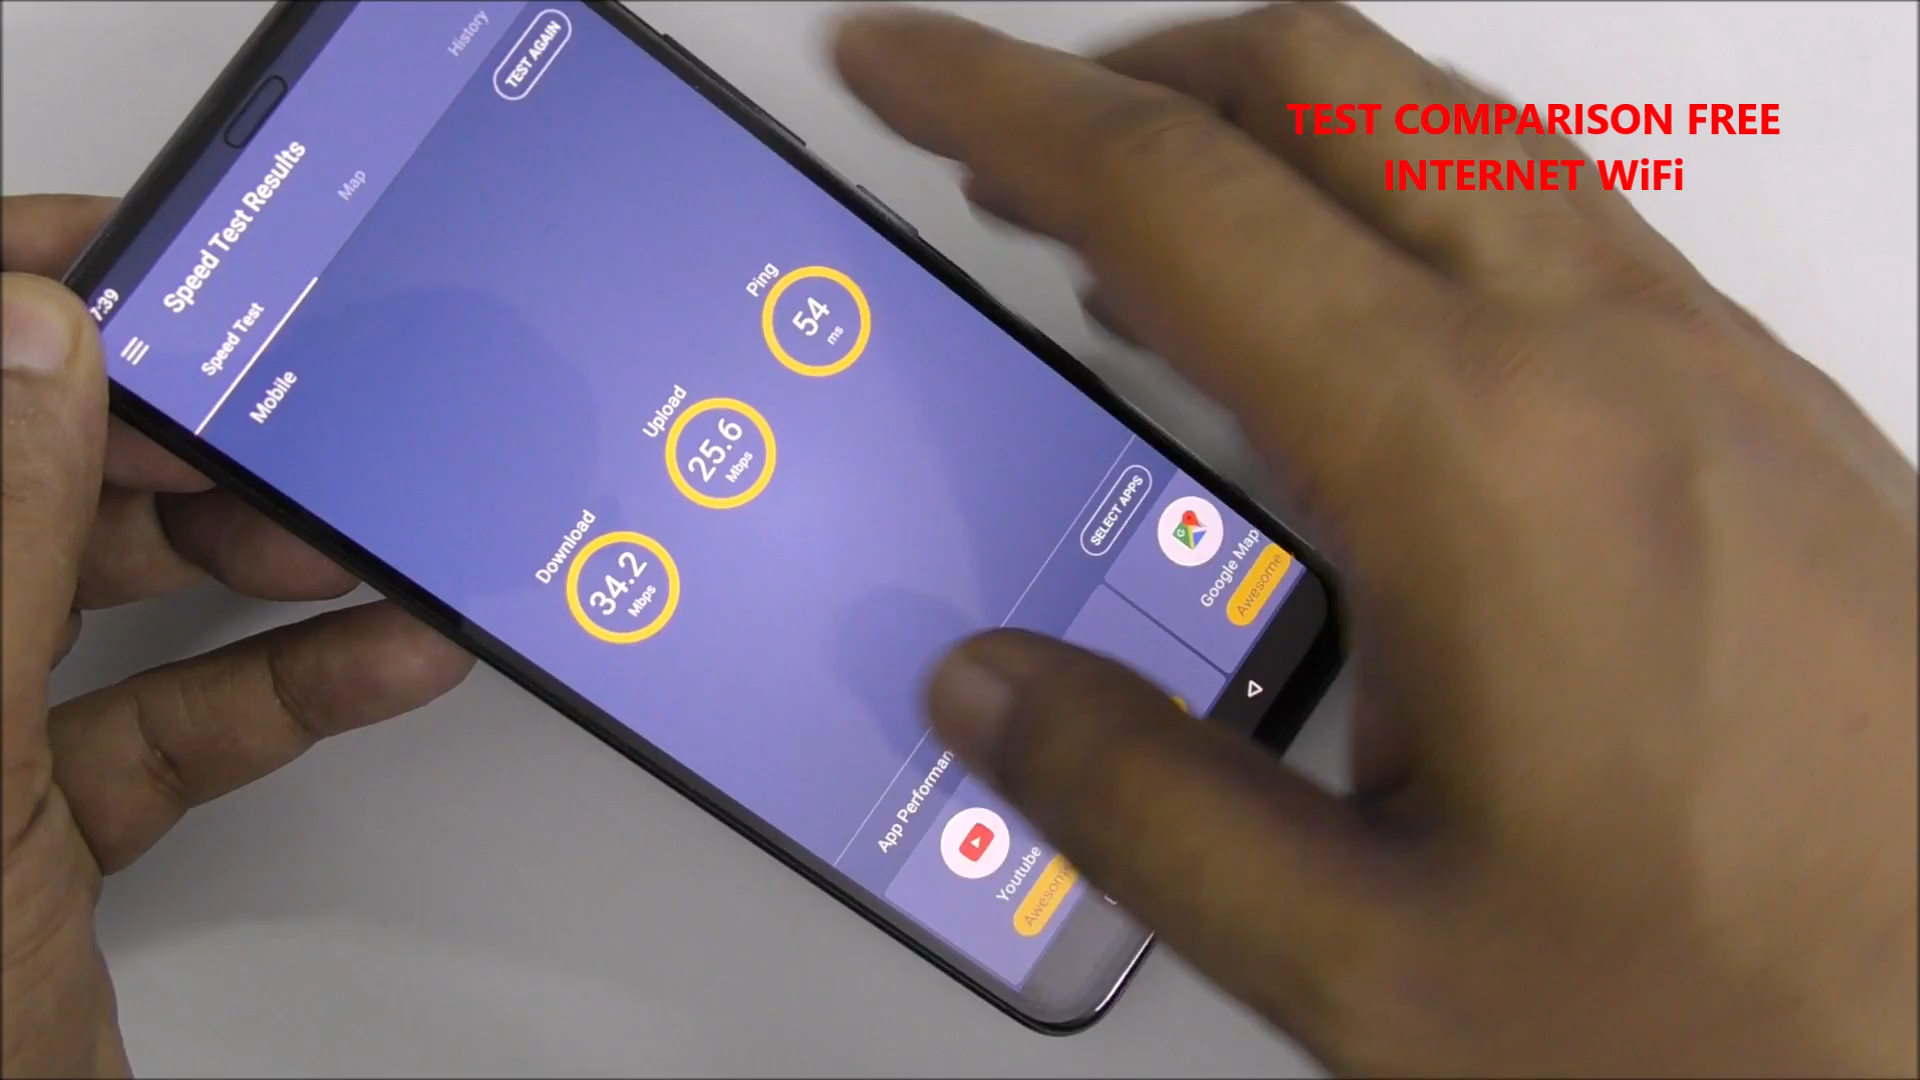 TEST COMPARISON FREE
INTERNET WiFi
7:39
Speed Test Results
Speed Test
Map
History
Mobile
TEST AGAIN
Download
34.2
Mbps
Upload
25.6
Mbps
Ping
54
ms
App Performan
SELECT APPS
Youtube
Awesome
Google Map
Awesome